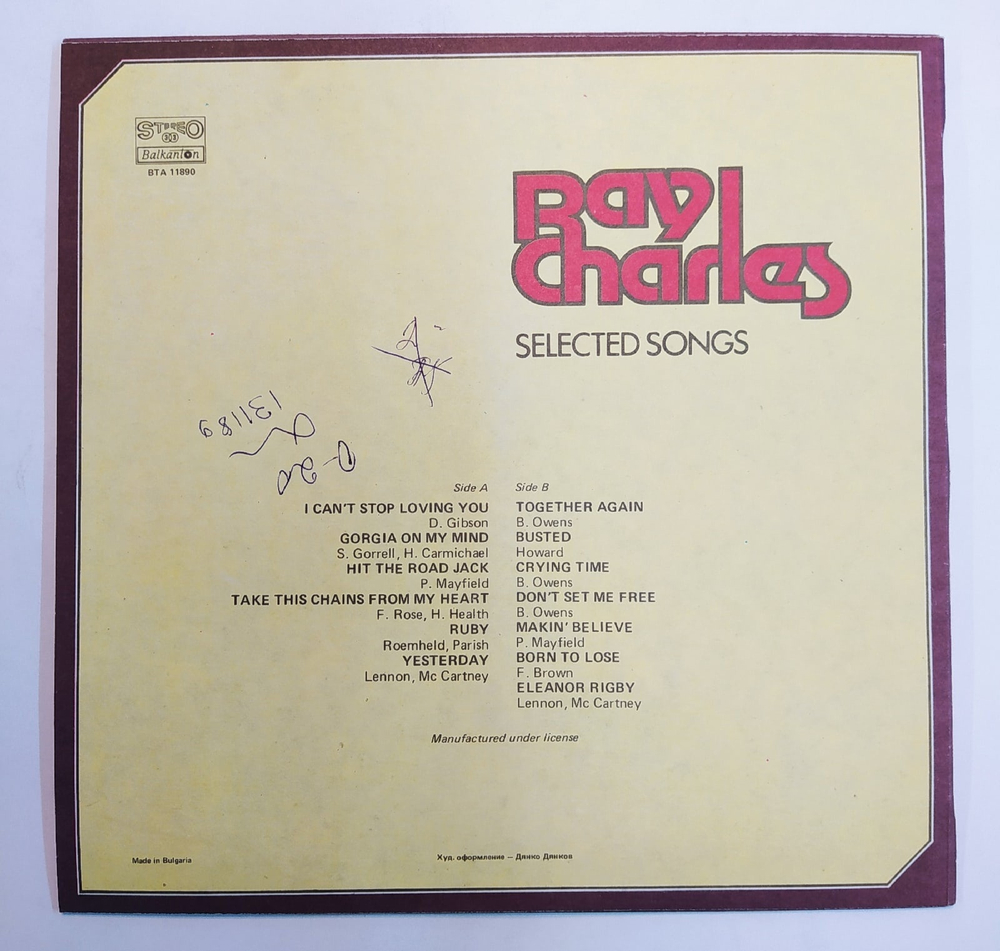 STEREO
33
Balkanton
BTA 11890
Ray
Charles
SELECTED SONGS
131189
Side A
I CAN'T STOP LOVING YOU
D. Gibson
GORGIA ON MY MIND
S. Gorrell, H. Carmichael
HIT THE ROAD JACK
P. Mayfield
TAKE THIS CHAINS FROM MY HEART
F. Rose, H. Health
RUBY
Roemheld, Parish
YESTERDAY
Lennon, Mc Cartney
Side B
TOGETHER AGAIN
B. Owens
BUSTED
Howard
CRYING TIME
B. Owens
DON'T SET ME FREE
B. Owens
MAKIN' BELIEVE
P. Mayfield
BORN TO LOSE
F. Brown
ELEANOR RIGBY
Lennon, Mc Cartney
Manufactured under license
Made in Bulgaria
Худ. оформление – Дянко Дянков